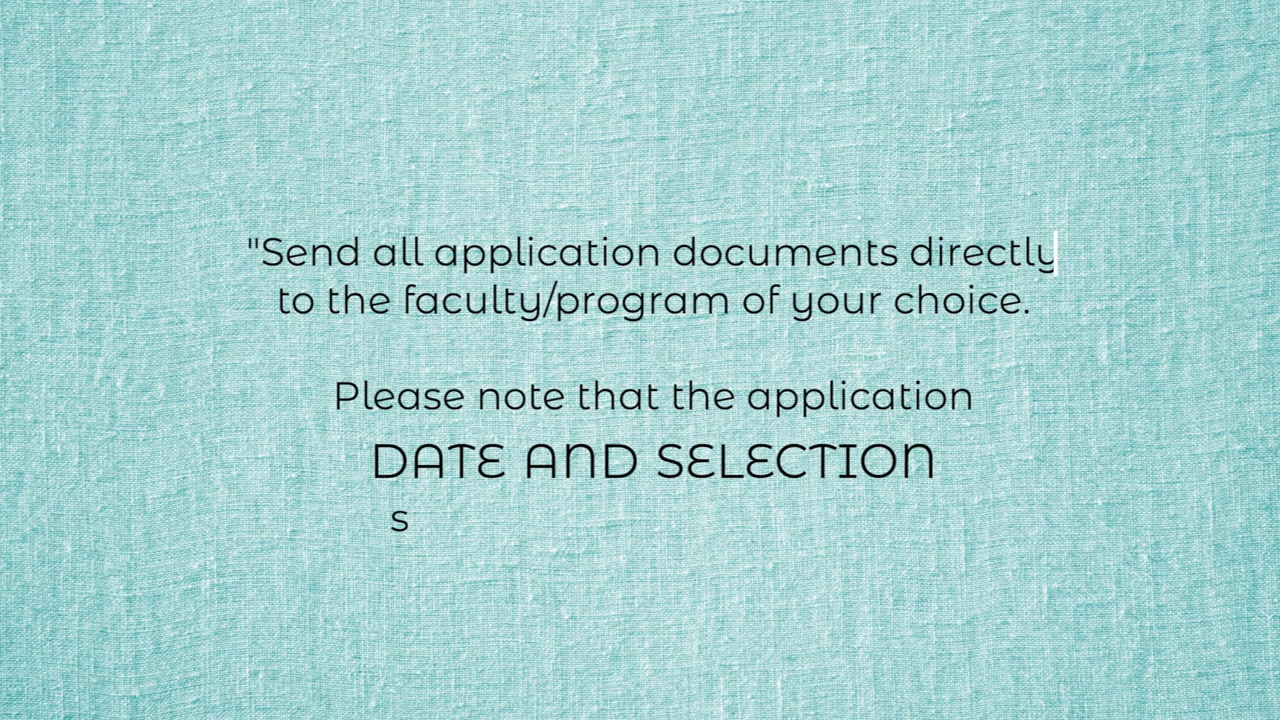 "Send all application documents directly
to the faculty/program of your choice.
Please note that the application
DATE AND SELECTION
s